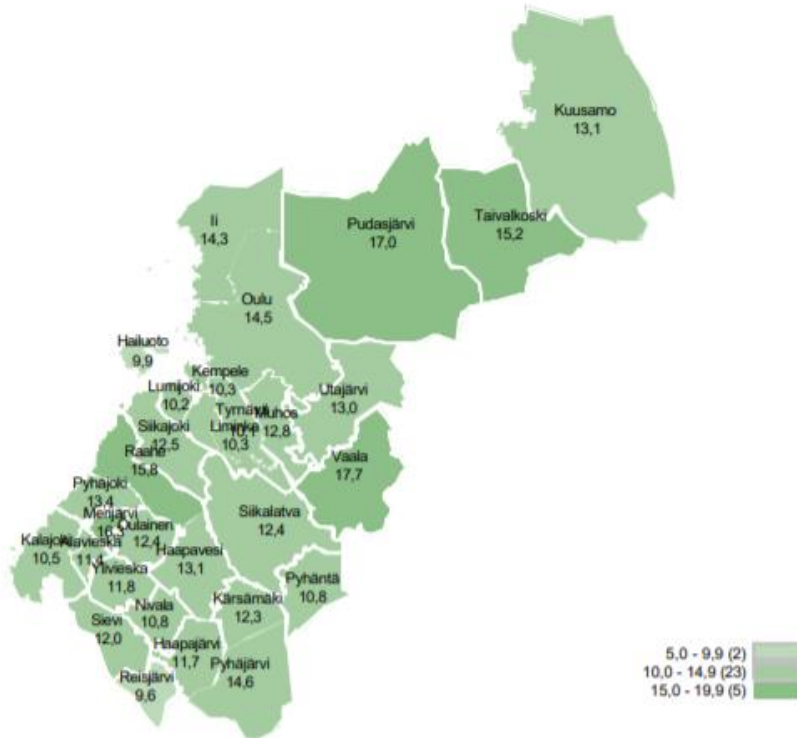 Kuusamo
13,1
Taivalkoski
15,2
Pudasjärvi
17,0
Ii
14,3
Oulu
14,5
Hailuoto
9,9
Kempele
10,3
Lumijoki
10,2
Tyrnävä
10,1
Muhos
12,8
Liminka
10,3
Utajärvi
13,0
Siikajoki
12,5
Raahe
15,8
Vaala
17,7
Pyhäjoki
13,4
Merijärvi
16,3
Oulainen
12,4
Siikalatva
12,4
Kalajoki
10,5
Alavieska
11,4
Haapavesi
13,1
Ylivieska
11,8
Pyhäntä
10,8
Kärsämäki
12,3
Nivala
10,8
Sievi
12,0
Haapajärvi
11,7
Pyhäjärvi
14,6
Reisjärvi
9,6
5,0 - 9,9 (2)
10,0 - 14,9 (23)
15,0 - 19,9 (5)